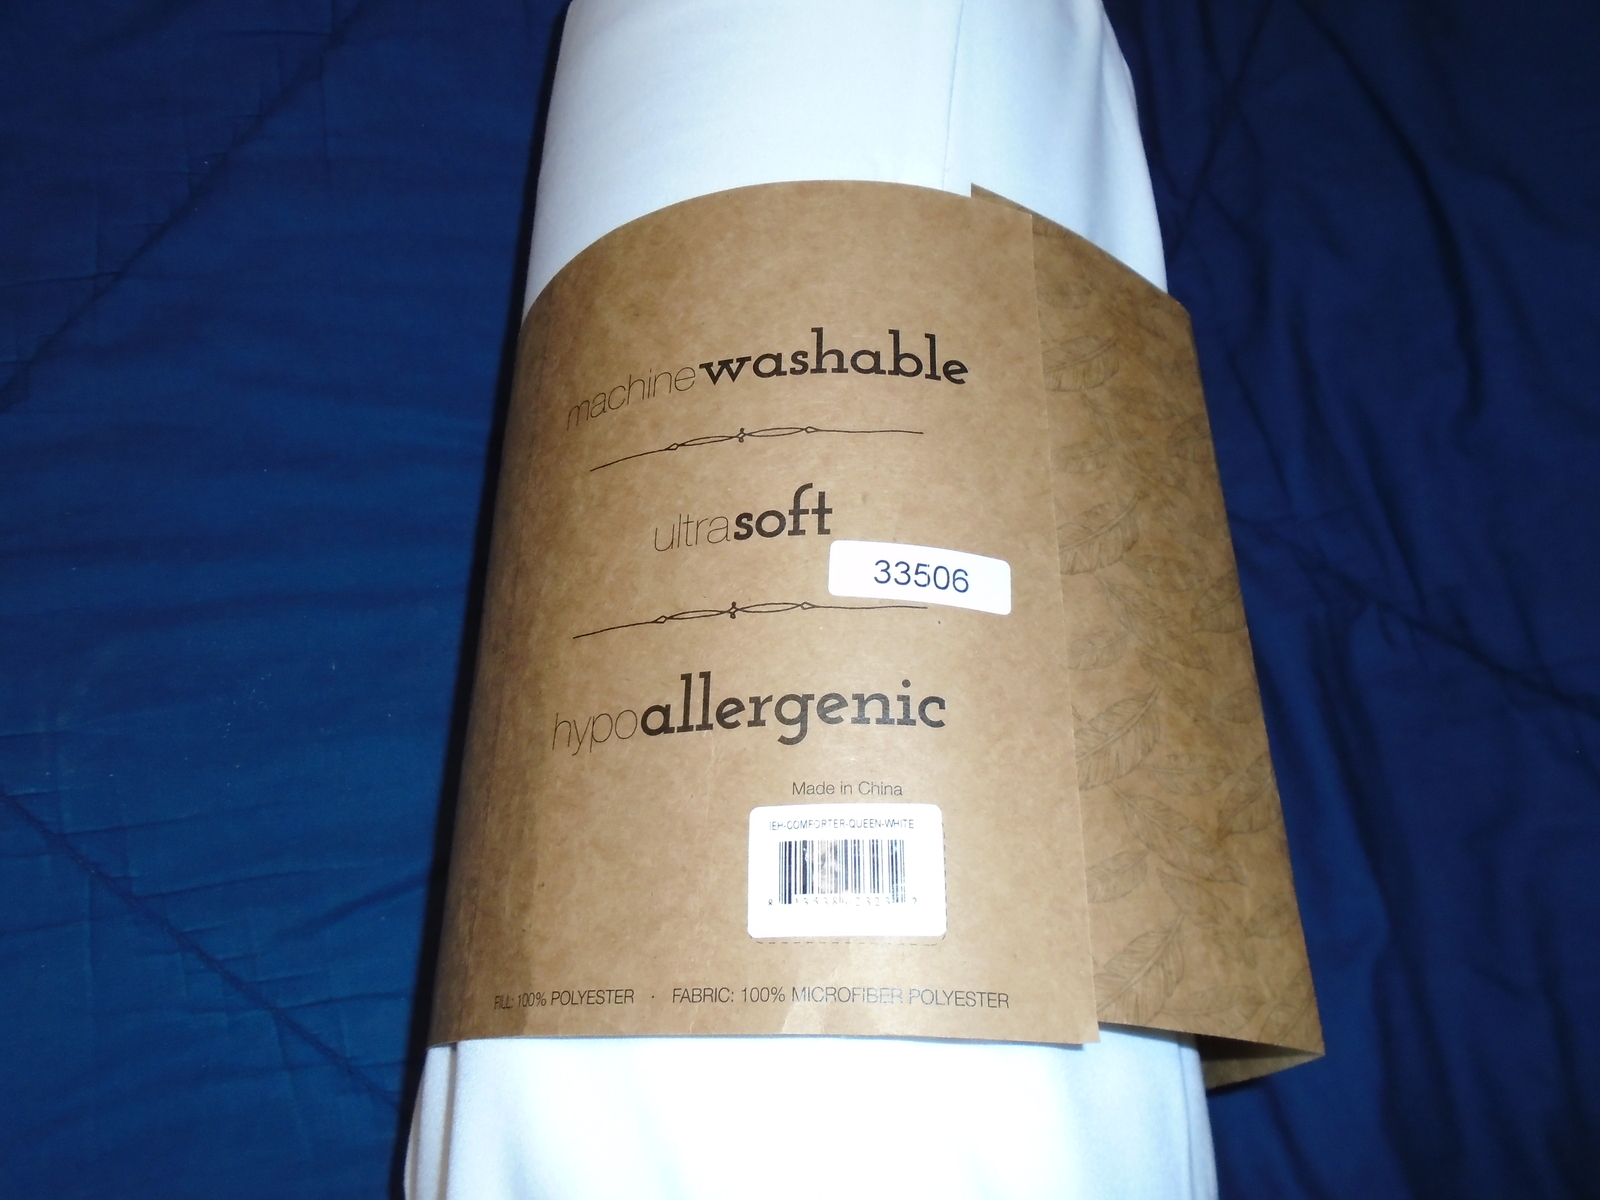 machinewashable
ultrasoft
33506
hypoallergenic
Made in China
IEH-COMFORTER-QUEEN-WHITE
FILL: 100% POLYESTER · FABRIC: 100% MICROFIBER POLYESTER